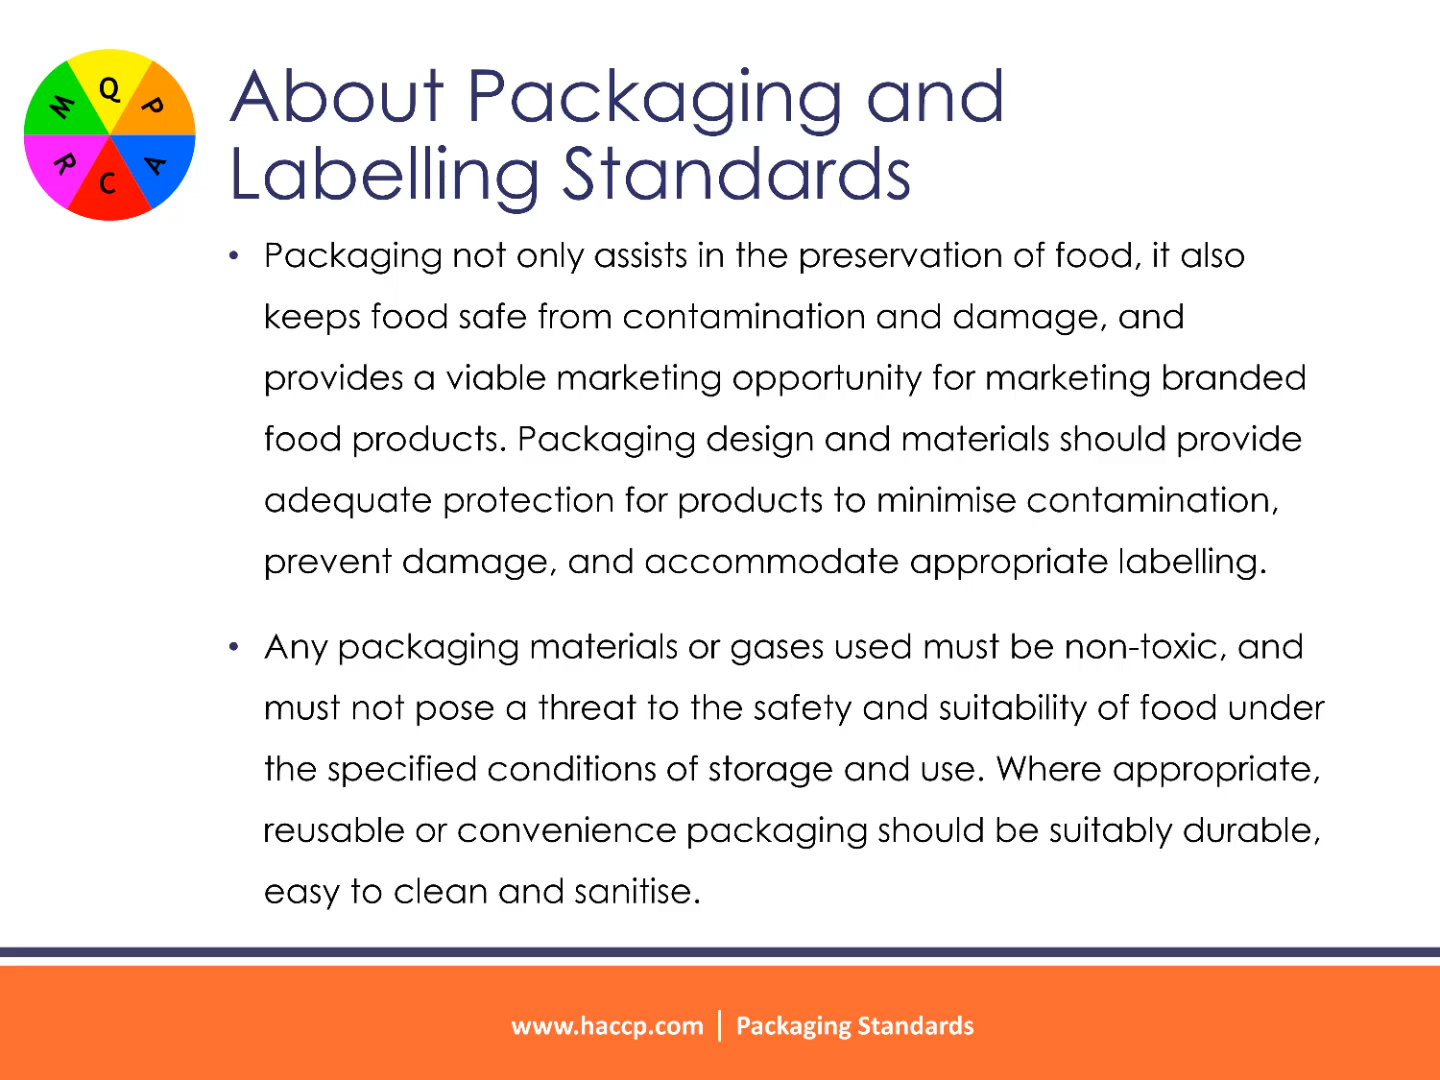 Q
P
A
C
R
M
About Packaging and
Labelling Standards
• Packaging not only assists in the preservation of food, it also
keeps food safe from contamination and damage, and
provides a viable marketing opportunity for marketing branded
food products. Packaging design and materials should provide
adequate protection for products to minimise contamination,
prevent damage, and accommodate appropriate labelling.
• Any packaging materials or gases used must be non-toxic, and
must not pose a threat to the safety and suitability of food under
the specified conditions of storage and use. Where appropriate,
reusable or convenience packaging should be suitably durable,
easy to clean and sanitise.
www.haccp.com | Packaging Standards